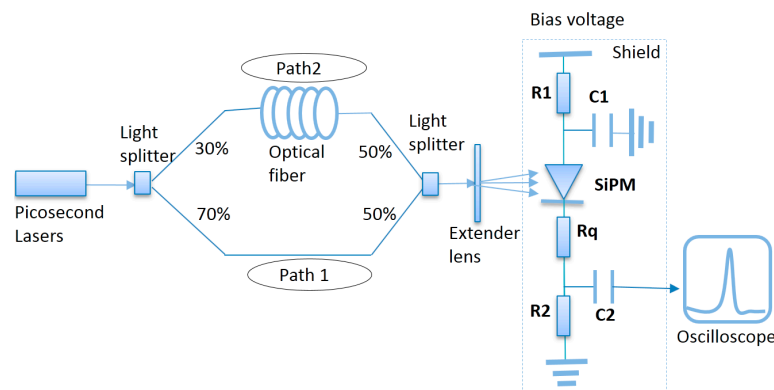 Bias voltage
Shield
Path2
R1
C1
Light
splitter
30%
Optical
fiber
50%
Light
splitter
SiPM
Picosecond
Lasers
70%
50%
Extender
lens
Rq
Path 1
R2
C2
Oscilloscope